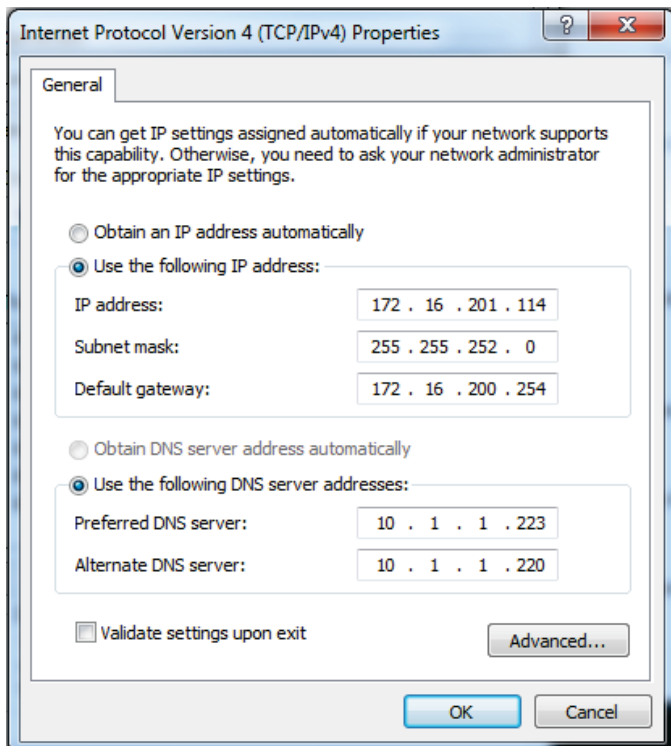 Internet Protocol Version 4 (TCP/IPv4) Properties
General
You can get IP settings assigned automatically if your network supports
this capability. Otherwise, you need to ask your network administrator
for the appropriate IP settings.
Obtain an IP address automatically
Use the following IP address:
IP address: 172 . 16 . 201 . 114
Subnet mask: 255 . 255 . 252 . 0
Default gateway: 172 . 16 . 200 . 254
Obtain DNS server address automatically
Use the following DNS server addresses:
Preferred DNS server: 10 . 1 . 1 . 223
Alternate DNS server: 10 . 1 . 1 . 220
Validate settings upon exit
Advanced...
OK Cancel